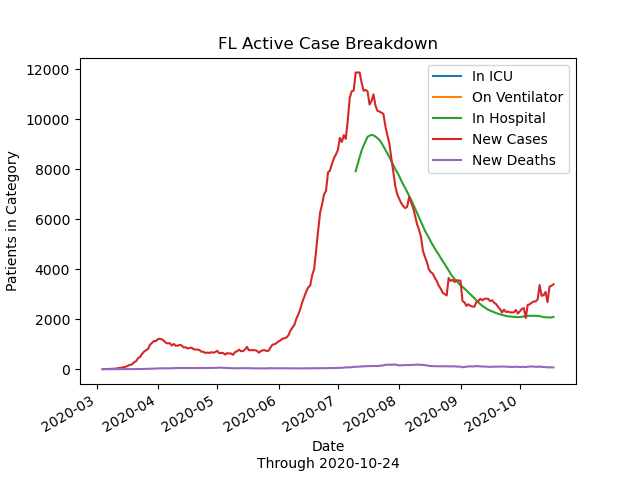 FL Active Case Breakdown
12000
10000
8000
6000
4000
2000
0
Patients in Category
In ICU
On Ventilator
In Hospital
New Cases
New Deaths
2020-03
2020-04
2020-05
2020-06
2020-07
2020-08
2020-09
2020-10
Date
Through 2020-10-24